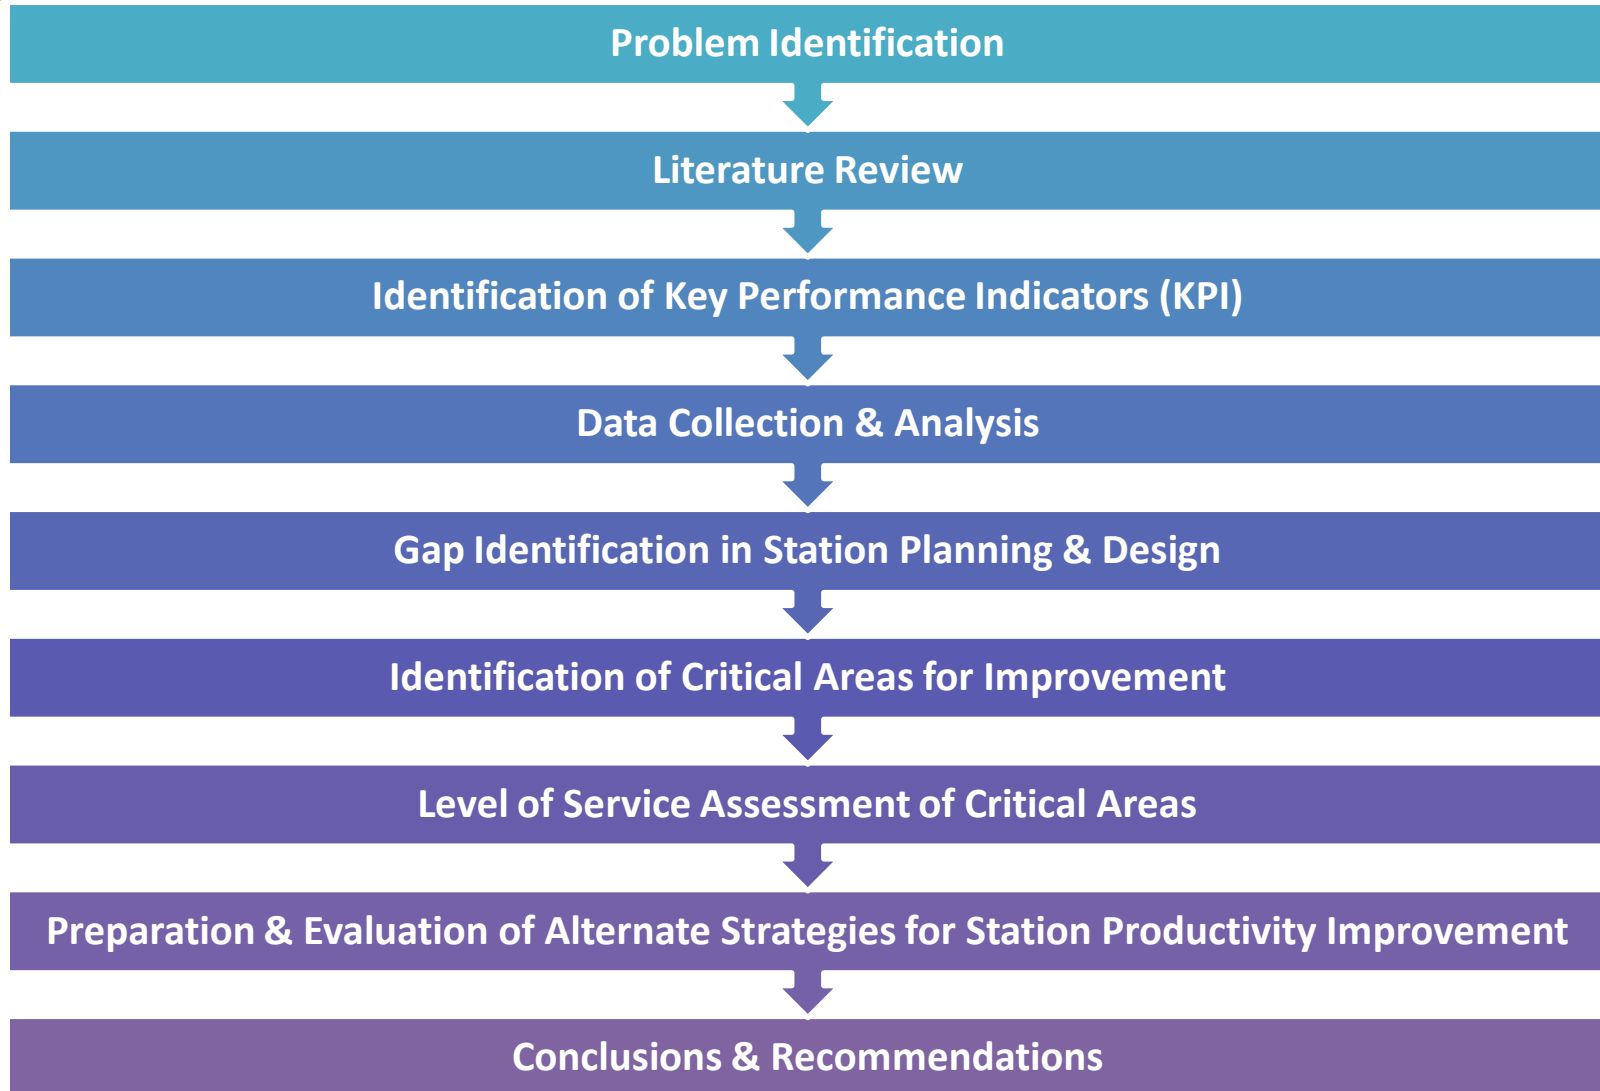 Problem Identification
Literature Review
Identification of Key Performance Indicators (KPI)
Data Collection & Analysis
Gap Identification in Station Planning & Design
Identification of Critical Areas for Improvement
Level of Service Assessment of Critical Areas
Preparation & Evaluation of Alternate Strategies for Station Productivity Improvement
Conclusions & Recommendations